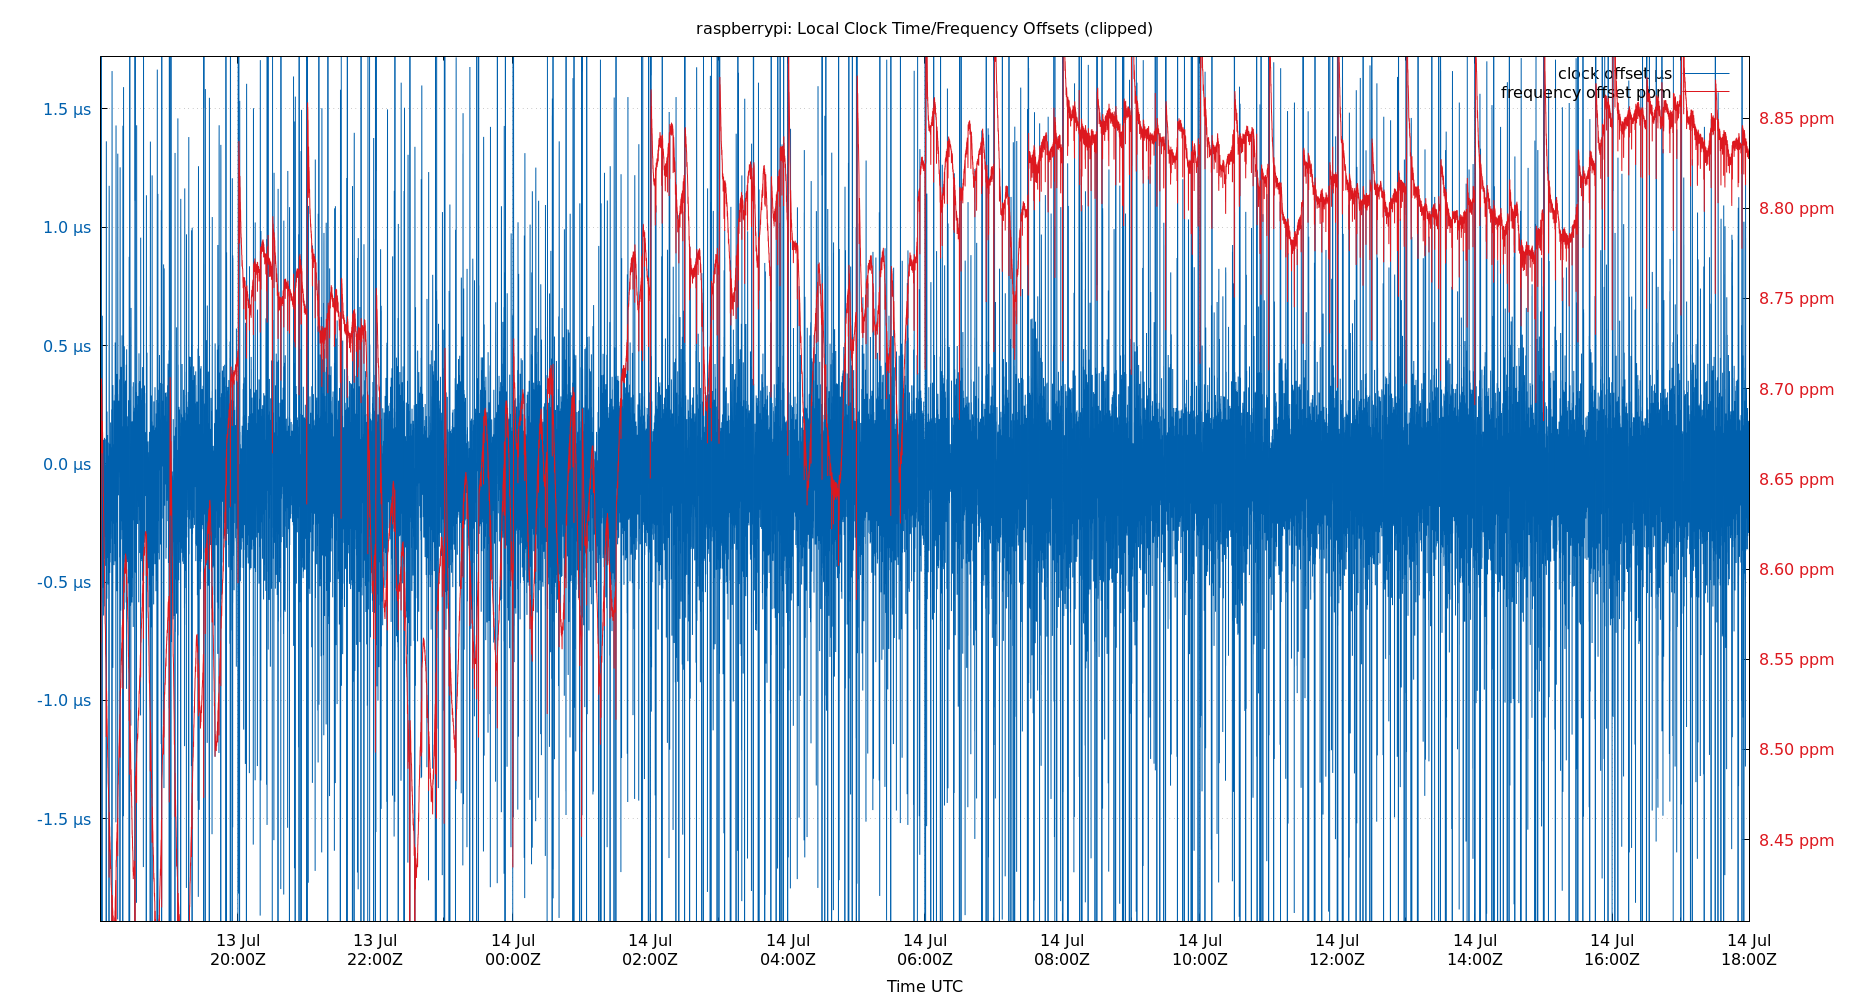 raspberrypi: Local Clock Time/Frequency Offsets (clipped)
clock offset µs
frequency offset ppm
1.5 µs
1.0 µs
0.5 µs
0.0 µs
-0.5 µs
-1.0 µs
-1.5 µs
8.85 ppm
8.80 ppm
8.75 ppm
8.70 ppm
8.65 ppm
8.60 ppm
8.55 ppm
8.50 ppm
8.45 ppm
13 Jul 13 Jul 14 Jul 14 Jul 14 Jul 14 Jul 14 Jul 14 Jul 14 Jul 14 Jul 14 Jul 14 Jul
20:00Z 22:00Z 00:00Z 02:00Z 04:00Z 06:00Z 08:00Z 10:00Z 12:00Z 14:00Z 16:00Z 18:00Z
Time UTC